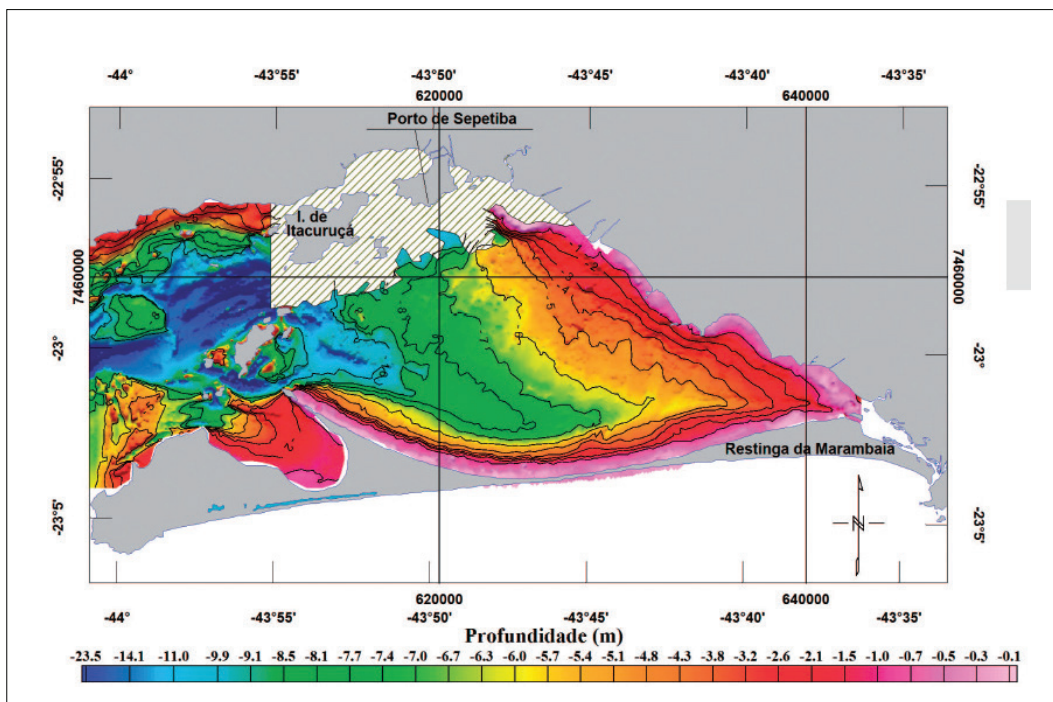 -44° -43°55' -43°50' -43°45' -43°40' -43°35'
620000 640000
Porto de Sepetiba
-22°55' -22°55'
I. de
Itacuruçá
7460000 7460000
-23° -23°
Restinga da Marambaia
N
-23°5' -23°5'
620000 640000
-44° -43°55' -43°50' -43°45' -43°40' -43°35'
Profundidade (m)
-23.5 -14.1 -11.0 -9.9 -9.1 -8.5 -8.1 -7.7 -7.4 -7.0 -6.7 -6.0 -5.7 -5.4 -5.1 -4.8 -4.3 -3.8 -3.2 -2.6 -2.1 -1.5 -1.0 -0.7 -0.5 -0.3 -0.1